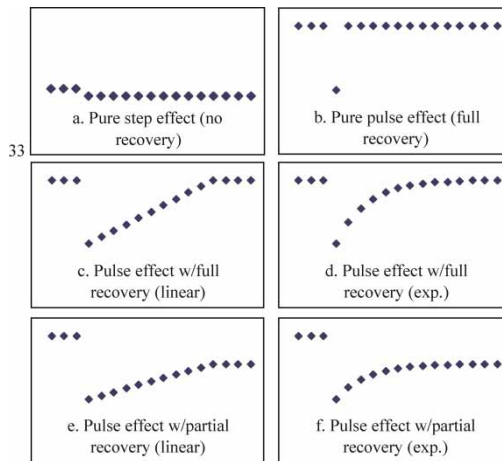 a. Pure step effect (no
recovery)
b. Pure pulse effect (full
recovery)
33
c. Pulse effect w/full
recovery (linear)
d. Pulse effect w/full
recovery (exp.)
e. Pulse effect w/partial
recovery (linear)
f. Pulse effect w/partial
recovery (exp.)